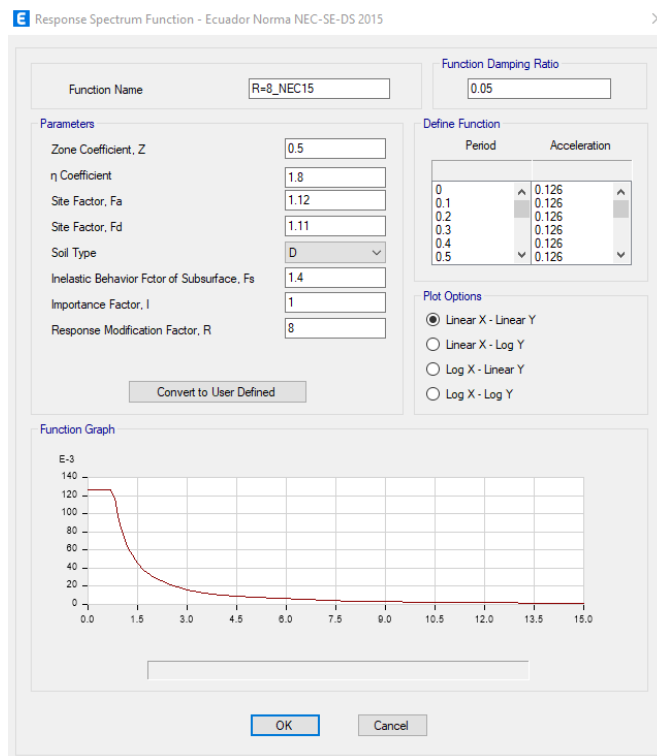 E Response Spectrum Function - Ecuador Norma NEC-SE-DS 2015
Function Name
R=8_NEC15
Function Damping Ratio
0.05
Parameters
Zone Coefficient, Z
0.5
η Coefficient
1.8
Site Factor, Fa
1.12
Site Factor, Fd
1.11
Soil Type
D
Inelastic Behavior Fctor of Subsurface, Fs
1.4
Importance Factor, I
1
Response Modification Factor, R
8
Convert to User Defined
Define Function
Period Acceleration
0 0.126
0.1 0.126
0.2 0.126
0.3 0.126
0.4 0.126
0.5 0.126
Plot Options
Linear X - Linear Y
Linear X - Log Y
Log X - Linear Y
Log X - Log Y
Function Graph
E-3
140
120
100
80
60
40
20
0
0.0 1.5 3.0 4.5 6.0 7.5 9.0 10.5 12.0 13.5 15.0
OK Cancel